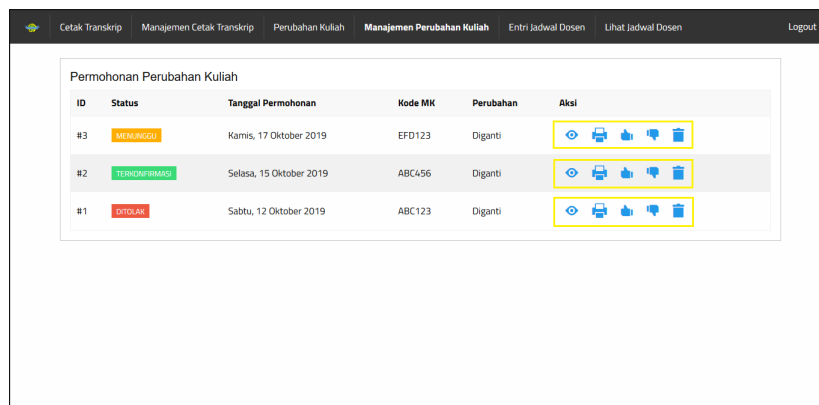 Cetak Transkrip Manajemen Cetak Transkrip Perubahan Kuliah Manajemen Perubahan Kuliah Entri Jadwal Dosen Lihat Jadwal Dosen Logout
Permohonan Perubahan Kuliah
ID Status Tanggal Permohonan Kode MK Perubahan Aksi
#3 MENUNGGU Kamis, 17 Oktober 2019 EFD123 Diganti
#2 TERKONFIRMASI Selasa, 15 Oktober 2019 ABC456 Diganti
#1 DITOLAK Sabtu, 12 Oktober 2019 ABC123 Diganti